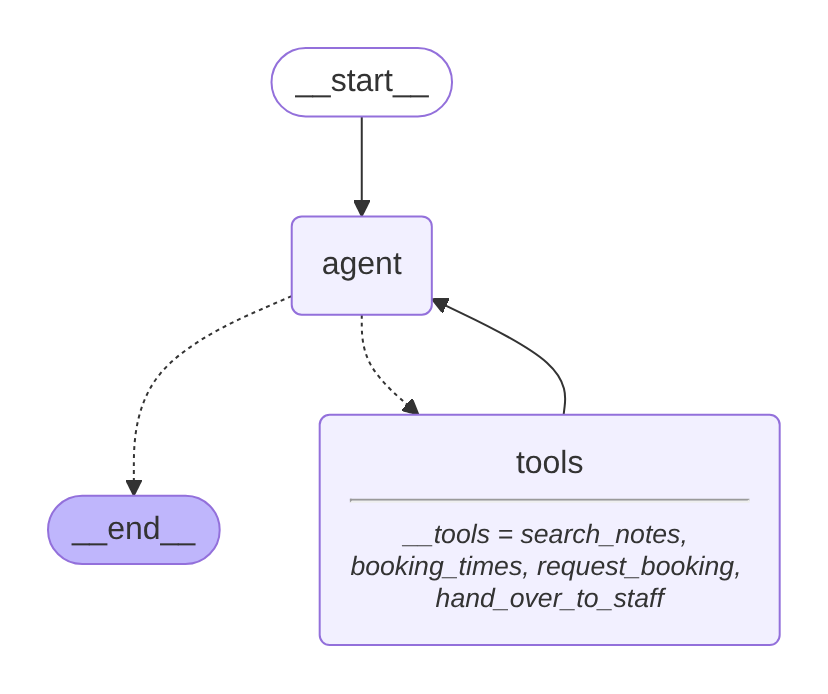 __start__
agent
tools
__tools = search_notes,
booking_times, request_booking,
hand_over_to_staff
__end__